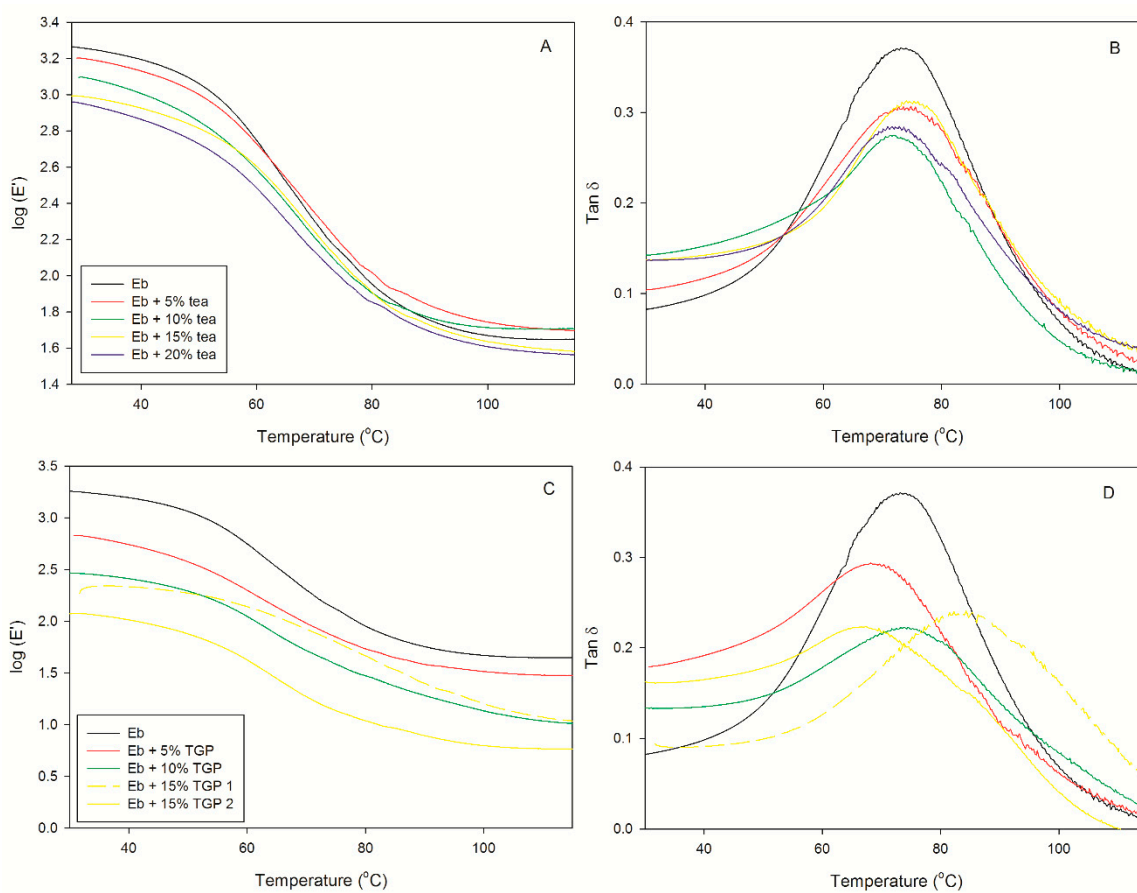 A
log (E')
3.4
3.2
3.0
2.8
2.6
2.4
2.2
2.0
1.8
1.6
1.4
Eb
Eb + 5% tea
Eb + 10% tea
Eb + 15% tea
Eb + 20% tea
40 60 80 100
Temperature (°C)
B
Tan δ
0.4
0.3
0.2
0.1
0.0
40 60 80 100
Temperature (°C)
C
log (E')
3.5
3.0
2.5
2.0
1.5
1.0
0.5
0.0
Eb
Eb + 5% TGP
Eb + 10% TGP
Eb + 15% TGP 1
Eb + 15% TGP 2
40 60 80 100
Temperature (°C)
D
Tan δ
0.4
0.3
0.2
0.1
0.0
40 60 80 100
Temperature (°C)